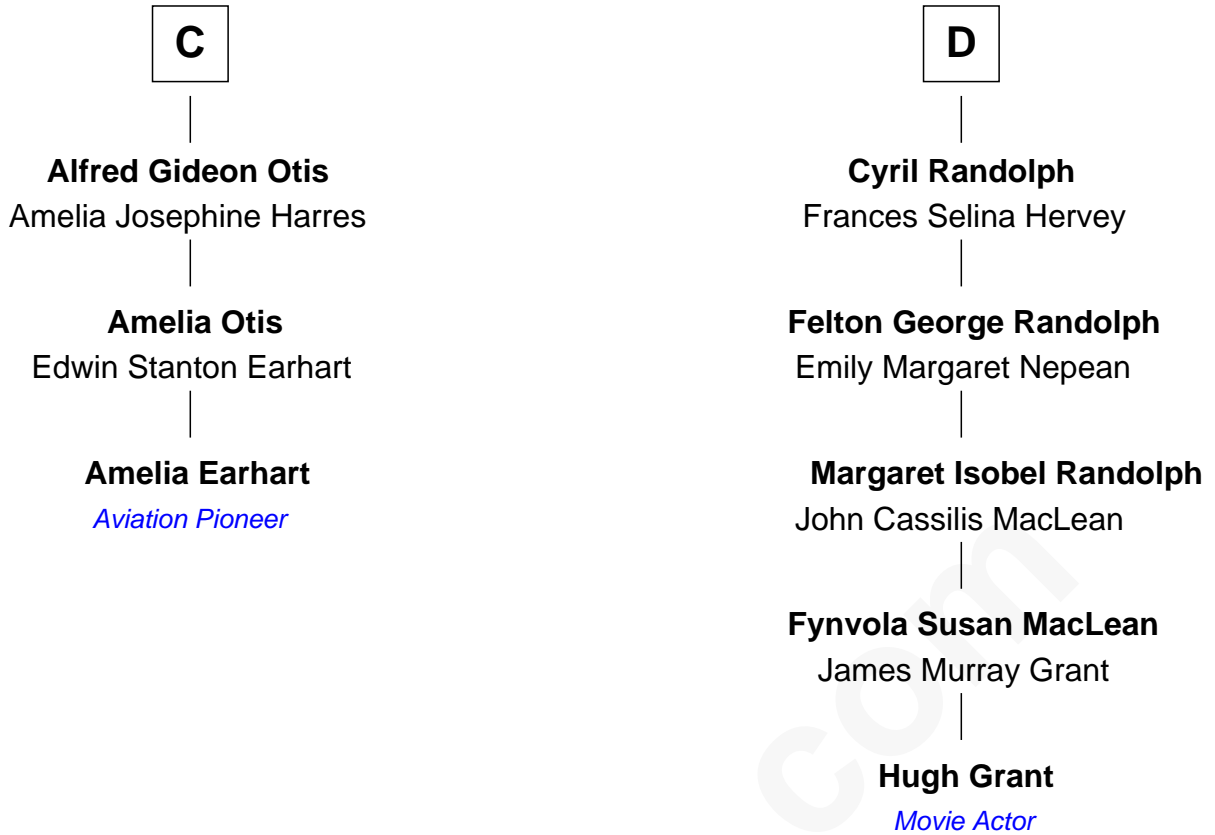 C
Alfred Gideon Otis
Amelia Josephine Harres
Amelia Otis
Edwin Stanton Earhart
Amelia Earhart
Aviation Pioneer
D
Cyril Randolph
Frances Selina Hervey
Felton George Randolph
Emily Margaret Nepean
Margaret Isobel Randolph
John Cassilis MacLean
Fynvola Susan MacLean
James Murray Grant
Hugh Grant
Movie Actor
com